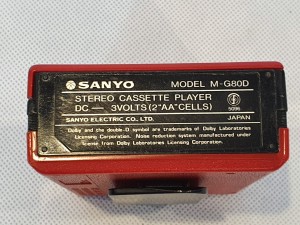 SANYO MODEL M-G80D
STEREO CASSETTE PLAYER
DC ⎓ 3VOLTS (2"AA"CELLS)
SANYO ELECTRIC CO., LTD. JAPAN
Dolby and the double-D symbol are trademarks of Dolby Laboratories
Licensing Corporation. Noise reduction system manufactured under
license from Dolby Laboratories Licensing Corporation.